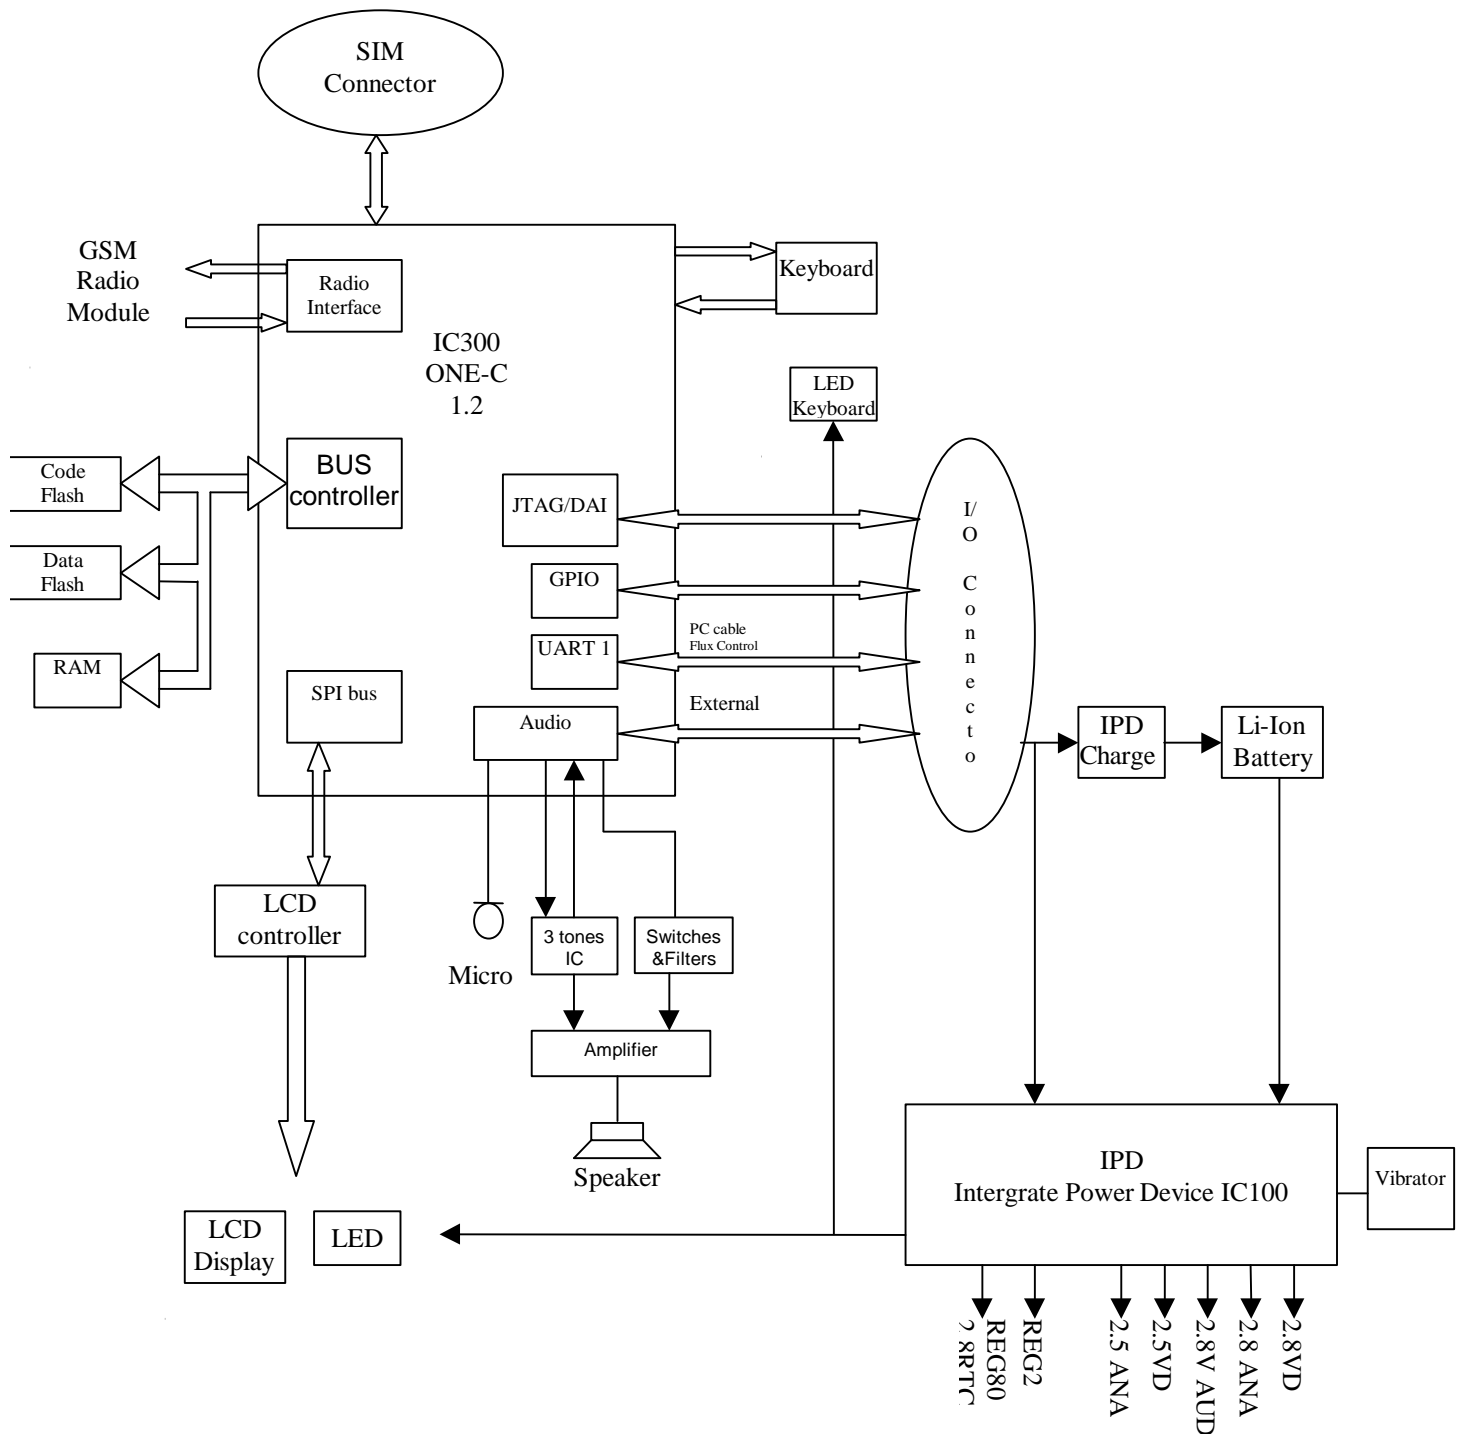 SIM
Connector
GSM
Radio
Module
Radio
Interface
Keyboard
IC300
ONE-C
1.2
LED
Keyboard
Code
Flash
BUS
controller
JTAG/DAI
I/
O
C
o
n
n
e
c
t
o
Data
Flash
GPIO
PC cable
Flux Control
UART 1
RAM
SPI bus
External
Audio
IPD
Charge
Li-Ion
Battery
LCD
controller
3 tones
IC
Switches
&Filters
Micro
Amplifier
Speaker
IPD
Intergrate Power Device IC100
Vibrator
LCD
Display
LED
2.8RTC
REG80
REG2
2.5 ANA
2.5VD
2.8V AUD
2.8 ANA
2.8VD